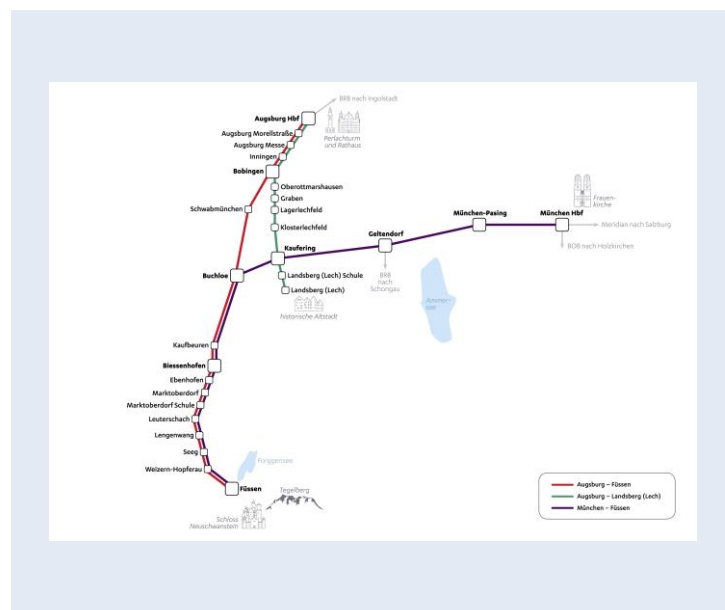 BRB nach Ingolstadt
Augsburg Hbf
Augsburg Morellstraße
Perlachturm
und Rathaus
Augsburg Messe
Inningen
Bobingen
Oberottmarshausen
Graben
Schwabmünchen
Lagerlechfeld
Klosterlechfeld
Kaufering
Geltendorf
München-Pasing
München Hbf
Frauen-
kirche
Meridian nach Salzburg
BOB nach Holzkirchen
BRB
nach
Schongau
Ammer-
see
Buchloe
Landsberg (Lech) Schule
Landsberg (Lech)
historische Altstadt
Kaufbeuren
Biessenhofen
Ebenhofen
Marktoberdorf
Marktoberdorf Schule
Leuterschach
Lengenwang
Seeg
Forggensee
Weizern-Hopferau
Füssen
Tegelberg
Schloss
Neuschwanstein
Augsburg – Füssen
Augsburg – Landsberg (Lech)
München – Füssen